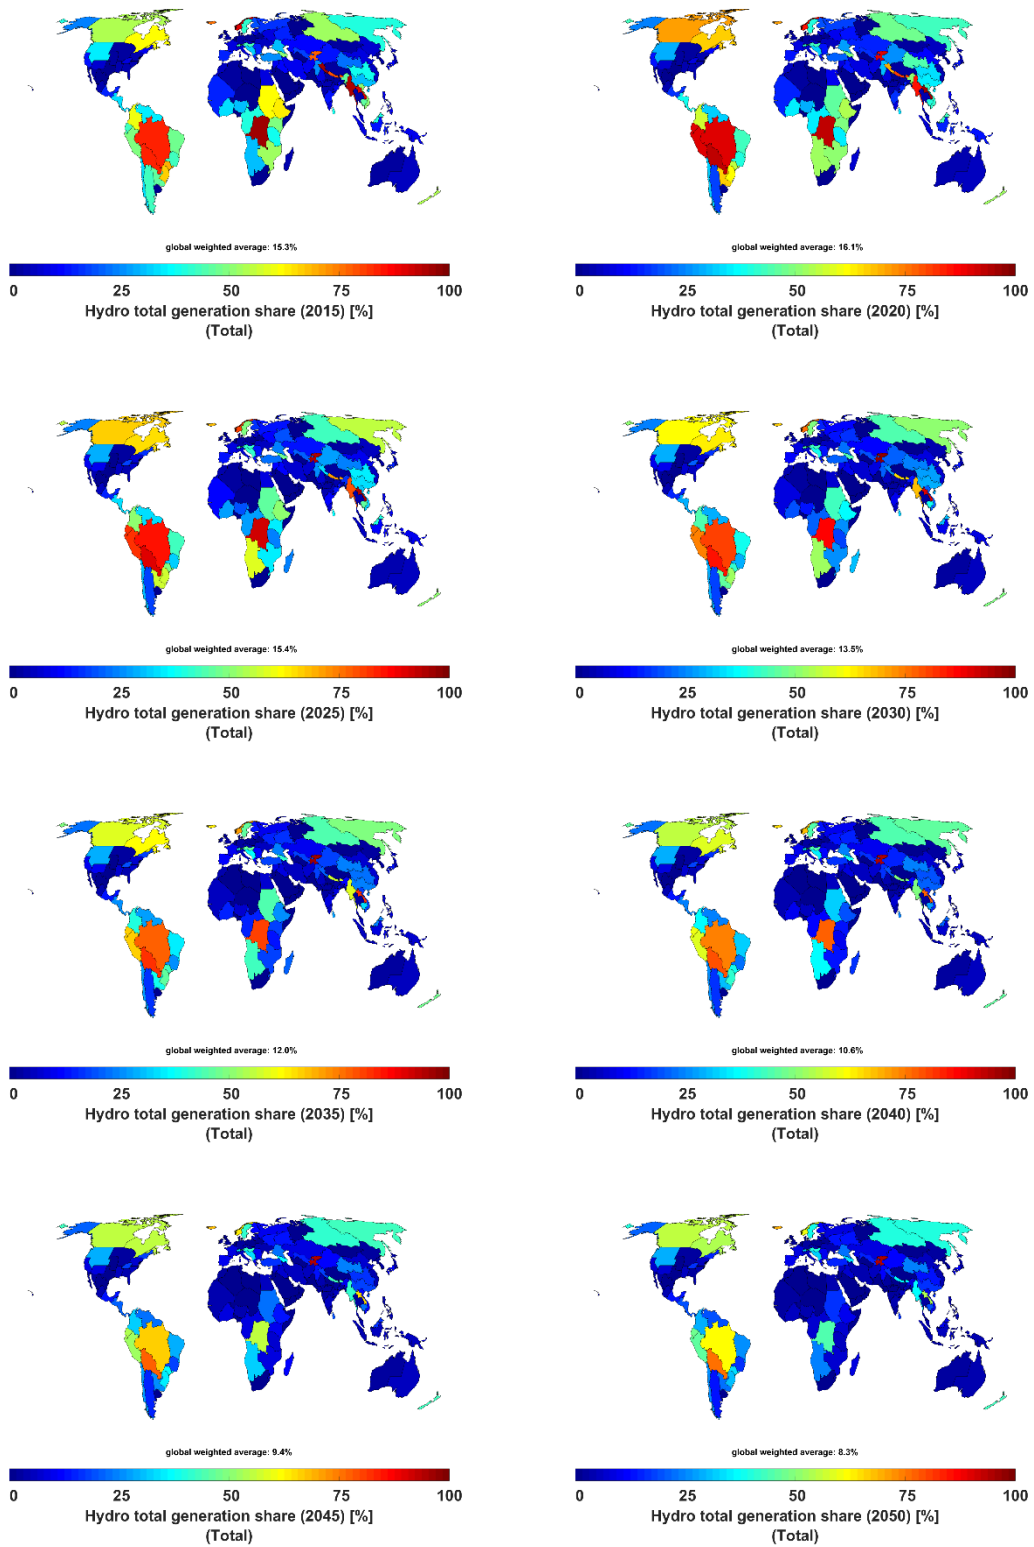 global weighted average: 15.3%
0 25 50 75 100
Hydro total generation share (2015) [%]
(Total)
global weighted average: 16.1%
0 25 50 75 100
Hydro total generation share (2020) [%]
(Total)
global weighted average: 15.4%
0 25 50 75 100
Hydro total generation share (2025) [%]
(Total)
global weighted average: 13.5%
0 25 50 75 100
Hydro total generation share (2030) [%]
(Total)
global weighted average: 12.0%
0 25 50 75 100
Hydro total generation share (2035) [%]
(Total)
global weighted average: 10.6%
0 25 50 75 100
Hydro total generation share (2040) [%]
(Total)
global weighted average: 9.4%
0 25 50 75 100
Hydro total generation share (2045) [%]
(Total)
global weighted average: 8.3%
0 25 50 75 100
Hydro total generation share (2050) [%]
(Total)